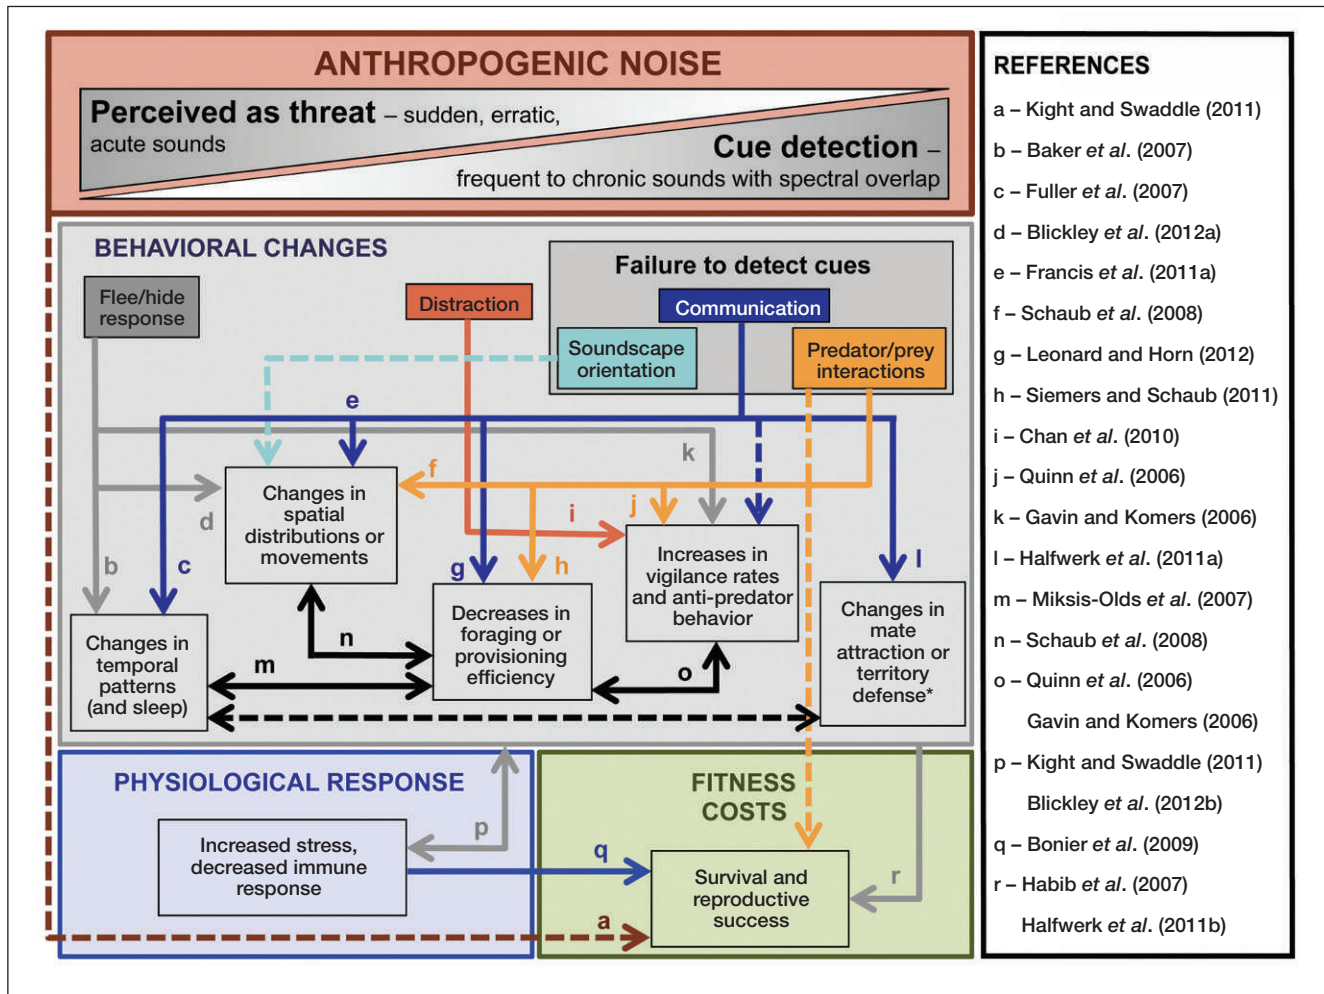 ANTHROPOGENIC NOISE
Perceived as threat – sudden, erratic,
acute sounds
Cue detection –
frequent to chronic sounds with spectral overlap
BEHAVIORAL CHANGES
Flee/hide
response
Distraction
Failure to detect cues
Communication
Soundscape
orientation
Predator/prey
interactions
e
k
f
d
i
j
b
c
g
h
l
Changes in
spatial
distributions or
movements
Increases in
vigilance rates
and anti-predator
behavior
Changes in
temporal
patterns
(and sleep)
Decreases in
foraging or
provisioning
efficiency
Changes in
mate
attraction or
territory
defense*
m
n
o
PHYSIOLOGICAL RESPONSE
Increased stress,
decreased immune
response
p
q
FITNESS
COSTS
Survival and
reproductive
success
r
a
REFERENCES
a – Kight and Swaddle (2011)
b – Baker et al. (2007)
c – Fuller et al. (2007)
d – Blickley et al. (2012a)
e – Francis et al. (2011a)
f – Schaub et al. (2008)
g – Leonard and Horn (2012)
h – Siemers and Schaub (2011)
i – Chan et al. (2010)
j – Quinn et al. (2006)
k – Gavin and Komers (2006)
l – Halfwerk et al. (2011a)
m – Miksis-Olds et al. (2007)
n – Schaub et al. (2008)
o – Quinn et al. (2006)
Gavin and Komers (2006)
p – Kight and Swaddle (2011)
Blickley et al. (2012b)
q – Bonier et al. (2009)
r – Habib et al. (2007)
Halfwerk et al. (2011b)